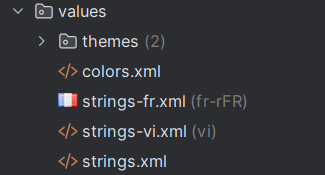 values
themes (2)
colors.xml
strings-fr.xml (fr-rFR)
strings-vi.xml (vi)
strings.xml